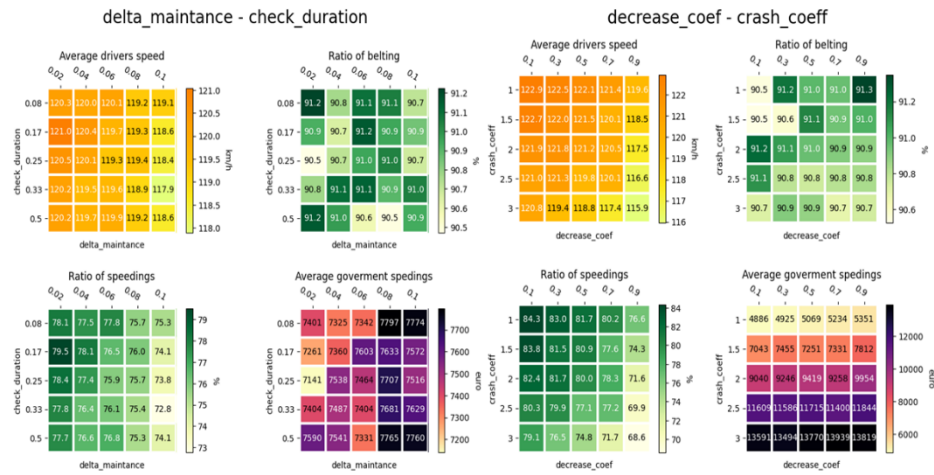 delta_maintance - check_duration
decrease_coef - crash_coeff
Average drivers speed
0.02 0.04 0.06 0.08 0.1
0.08 120.3 120.0 120.1 119.2 119.1
0.17 121.0 120.4 119.7 119.3 118.6
0.25 120.5 120.1 119.3 119.4 118.4
0.33 120.2 119.5 119.6 118.9 117.9
0.5 120.2 119.7 119.9 119.2 118.6
check_duration
delta_maintance
121.0
120.5
120.0
119.5
119.0
118.5
118.0
km/h
Ratio of belting
0.02 0.04 0.06 0.08 0.1
91.2 90.8 91.1 91.1 90.7
90.9 90.7 91.2 90.9 90.9
90.5 90.7 91.0 91.0 90.7
90.8 91.1 91.1 90.9 91.0
91.2 91.0 90.6 90.5 90.9
delta_maintance
91.2
91.1
91.0
90.9
90.8
90.7
90.6
90.5
%
Average drivers speed
0.1 0.3 0.5 0.7 0.9
1 122.9 122.5 122.1 121.4 119.6
1.5 122.7 122.0 121.5 120.1 118.5
2 121.9 121.8 121.2 120.5 117.5
2.5 121.3 121.0 119.8 120.1 116.6
3 120.8 119.4 118.8 117.4 115.9
crash_coeff
decrease_coef
122
121
120
119
118
117
116
km/h
Ratio of belting
0.1 0.3 0.5 0.7 0.9
1 90.5 91.2 91.0 91.0 91.3
1.5 90.5 90.6 91.1 90.9 91.0
2 91.2 91.1 91.0 90.9 90.9
2.5 91.1 90.8 90.8 90.8 90.8
3 90.7 90.9 90.9 90.7 90.7
crash_coeff
decrease_coef
91.2
91.0
90.8
90.6
%
Ratio of speedings
0.02 0.04 0.06 0.08 0.1
0.08 78.1 77.5 77.8 75.7 75.3
0.17 79.5 78.1 76.5 76.0 74.1
0.25 78.4 77.4 75.9 75.7 73.8
0.33 77.8 76.4 76.1 75.4 72.8
0.5 77.7 76.6 76.8 75.3 74.1
check_duration
delta_maintance
79
78
77
76
75
74
73
%
Average goverment spedings
0.02 0.04 0.06 0.08 0.1
0.08 7401 7325 7342 7797 7774
0.17 7261 7360 7603 7633 7572
0.25 7141 7538 7464 7707 7516
0.33 7404 7487 7404 7681 7629
0.5 7590 7541 7331 7765 7760
check_duration
delta_maintance
7700
7600
7500
7400
7300
7200
euro
Ratio of speedings
0.1 0.3 0.5 0.7 0.9
1 84.3 83.0 81.7 80.2 76.6
1.5 83.8 81.5 80.9 77.6 74.3
2 82.4 81.7 80.0 78.3 71.6
2.5 80.3 79.9 77.1 77.2 69.9
3 79.1 76.5 74.8 71.7 68.6
crash_coeff
decrease_coef
84
82
80
78
76
74
72
70
%
Average goverment spedings
0.1 0.3 0.5 0.7 0.9
1 4886 4925 5069 5234 5351
1.5 7043 7455 7251 7331 7812
2 9040 9246 9419 9258 9954
2.5 11609 11586 11715 11400 11844
3 13591 13494 13770 13939 13819
crash_coeff
decrease_coef
12000
10000
8000
6000
euro